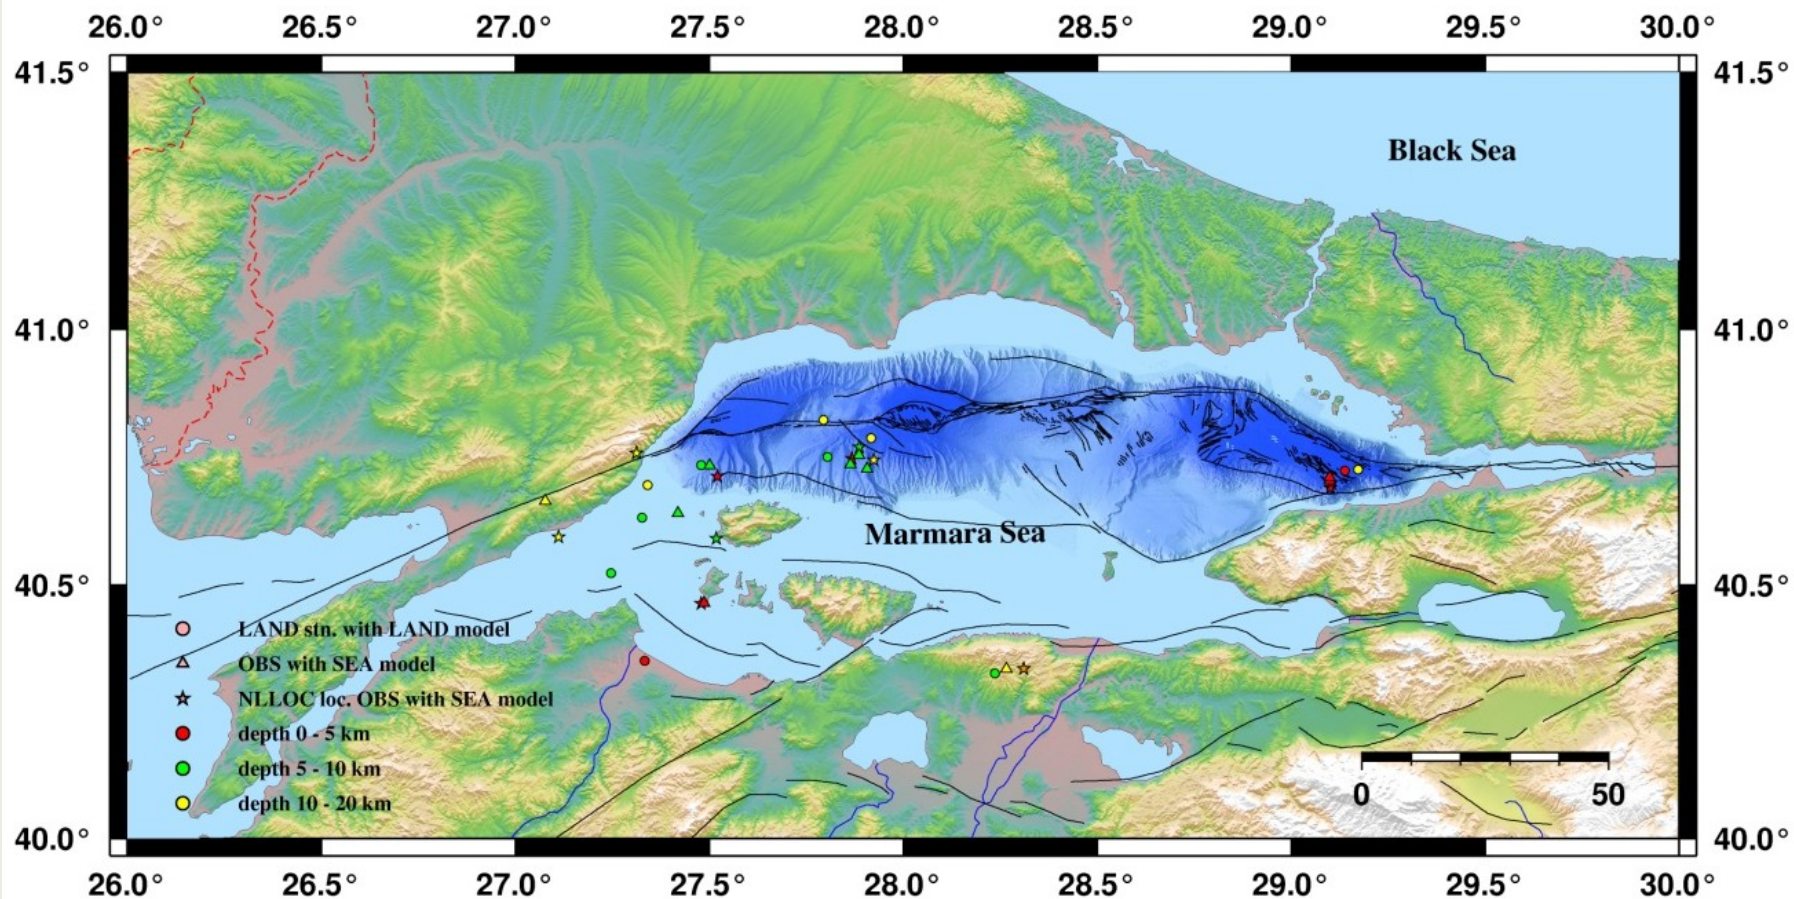 26.0° 26.5° 27.0° 27.5° 28.0° 28.5° 29.0° 29.5° 30.0°
41.5° 41.5°
Black Sea
41.0° 41.0°
Marmara Sea
40.5° 40.5°
LAND stn. with LAND model
OBS with SEA model
NLLOC loc. OBS with SEA model
depth 0 - 5 km
depth 5 - 10 km
depth 10 - 20 km
0 50
40.0° 40.0°
26.0° 26.5° 27.0° 27.5° 28.0° 28.5° 29.0° 29.5° 30.0°